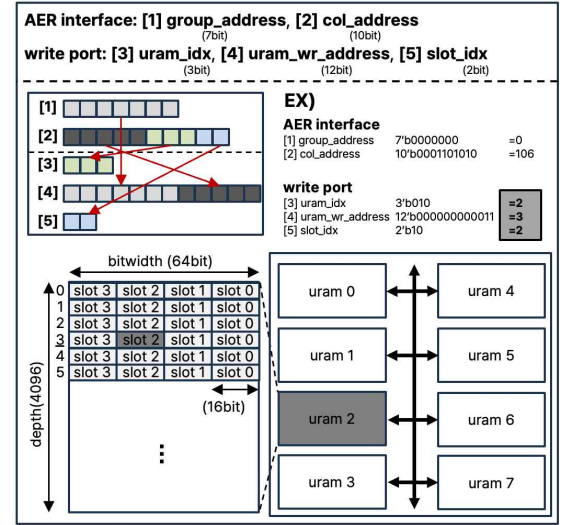 AER interface: [1] group_address, [2] col_address
(7bit) (10bit)
write port: [3] uram_idx, [4] uram_wr_address, [5] slot_idx
(3bit) (12bit) (2bit)
[1]
[2]
[3]
[4]
[5]
EX)
AER interface
[1] group_address 7'b0000000 =0
[2] col_address 10'b0001101010 =106
write port
[3] uram_idx 3'b010 =2
[4] uram_wr_address 12'b000000000011 =3
[5] slot_idx 2'b10 =2
bitwidth (64bit)
0 slot 3 slot 2 slot 1 slot 0
1 slot 3 slot 2 slot 1 slot 0
2 slot 3 slot 2 slot 1 slot 0
3 slot 3 slot 2 slot 1 slot 0
4 slot 3 slot 2 slot 1 slot 0
5 slot 3 slot 2 slot 1 slot 0
(16bit)
depth(4096)
⋮
uram 0 uram 4
uram 1 uram 5
uram 2 uram 6
uram 3 uram 7